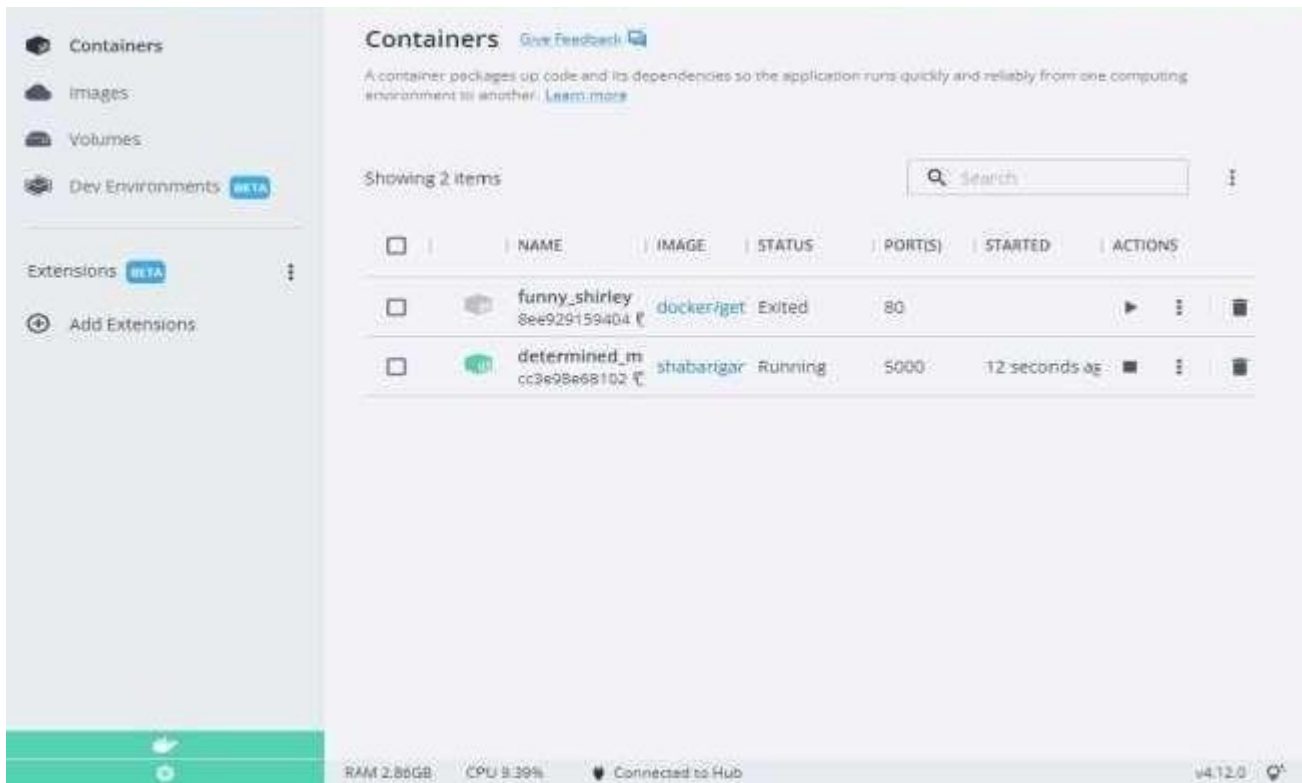 Containers
Images
Volumes
Dev Environments BETA
Extensions BETA
Add Extensions
Containers Give Feedback
A container packages up code and its dependencies so the application runs quickly and reliably from one computing
environment to another. Learn more
Showing 2 items
Search
NAME IMAGE STATUS PORT(S) STARTED ACTIONS
funny_shirley docker/get Exited 80
8ee929159404
determined_m shabarigar Running 5000 12 seconds ag
cc3e98e68102
RAM 2.86GB CPU 9.39% Connected to Hub v4.12.0